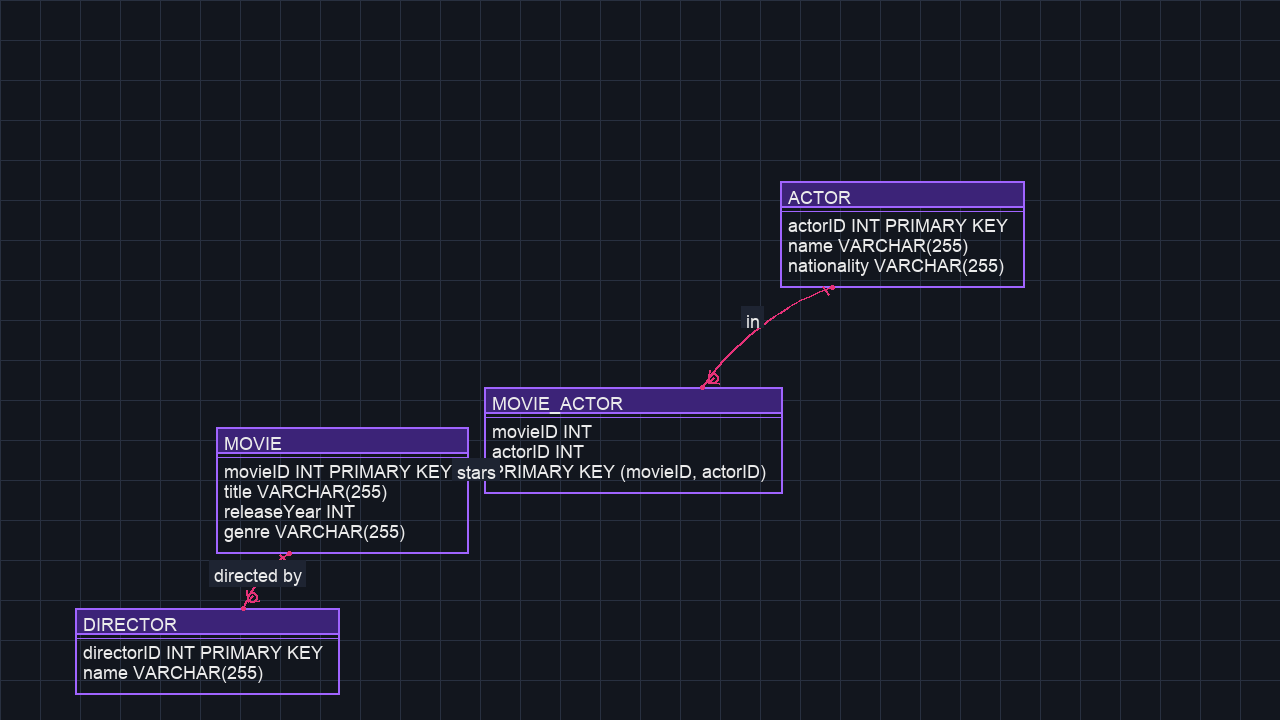 ACTOR
actorID INT PRIMARY KEY
name VARCHAR(255)
nationality VARCHAR(255)
in
MOVIE_ACTOR
movieID INT
actorID INT
PRIMARY KEY (movieID, actorID)
stars
MOVIE
movieID INT PRIMARY KEY
title VARCHAR(255)
releaseYear INT
genre VARCHAR(255)
directed by
DIRECTOR
directorID INT PRIMARY KEY
name VARCHAR(255)